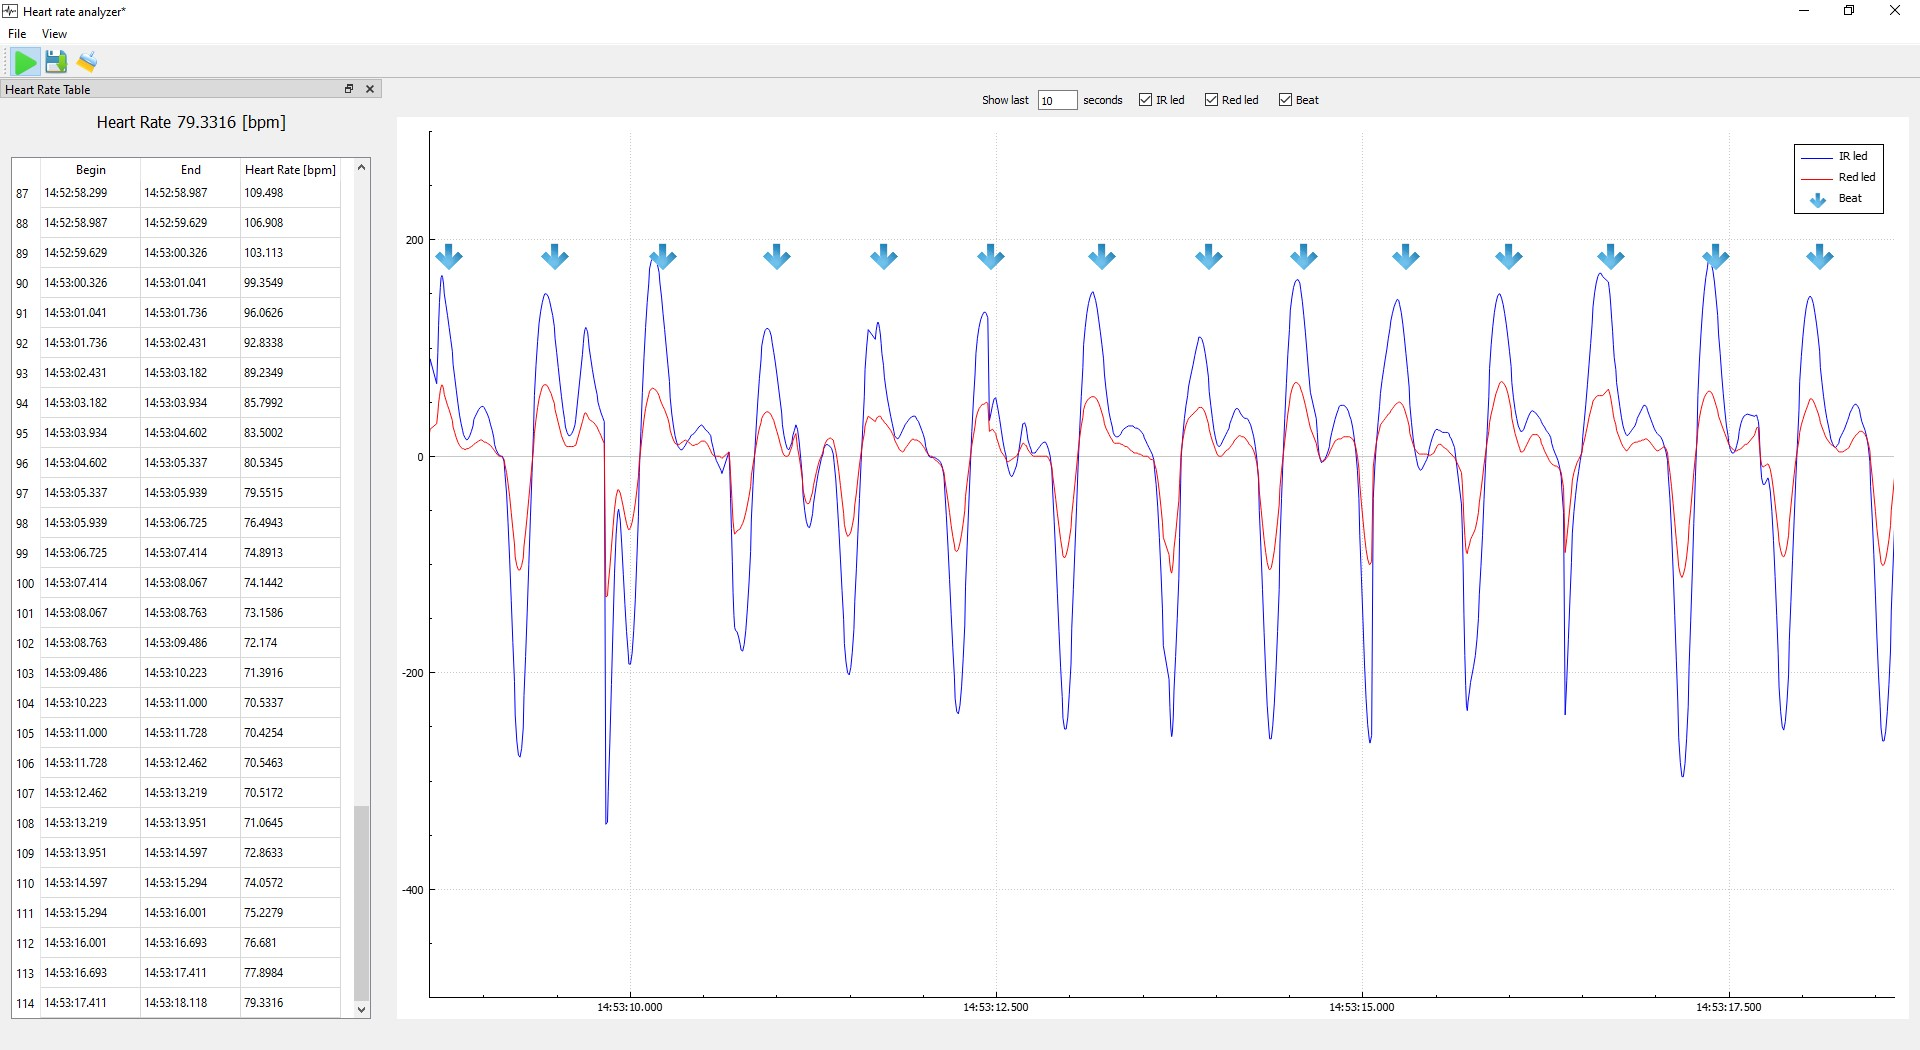 Heart rate analyzer*
File View
Heart Rate Table
Heart Rate 79.3316 [bpm]
Begin End Heart Rate [bpm]
87 14:52:58.299 14:52:58.987 109.498
88 14:52:58.987 14:52:59.629 106.908
89 14:52:59.629 14:53:00.326 103.113
90 14:53:00.326 14:53:01.041 99.3549
91 14:53:01.041 14:53:01.736 96.0626
92 14:53:01.736 14:53:02.431 92.8338
93 14:53:02.431 14:53:03.182 89.2349
94 14:53:03.182 14:53:03.934 85.7992
95 14:53:03.934 14:53:04.602 83.5002
96 14:53:04.602 14:53:05.337 80.5345
97 14:53:05.337 14:53:05.939 79.5515
98 14:53:05.939 14:53:06.725 76.4943
99 14:53:06.725 14:53:07.414 74.8913
100 14:53:07.414 14:53:08.067 74.1442
101 14:53:08.067 14:53:08.763 73.1586
102 14:53:08.763 14:53:09.486 72.174
103 14:53:09.486 14:53:10.223 71.3916
104 14:53:10.223 14:53:11.000 70.5337
105 14:53:11.000 14:53:11.728 70.4254
106 14:53:11.728 14:53:12.462 70.5463
107 14:53:12.462 14:53:13.219 70.5172
108 14:53:13.219 14:53:13.951 71.0645
109 14:53:13.951 14:53:14.597 72.8633
110 14:53:14.597 14:53:15.294 74.0572
111 14:53:15.294 14:53:16.001 75.2279
112 14:53:16.001 14:53:16.693 76.681
113 14:53:16.693 14:53:17.411 77.8984
114 14:53:17.411 14:53:18.118 79.3316
Show last 10 seconds IR led Red led Beat
IR led
Red led
Beat
200
0
-200
-400
14:53:10.000 14:53:12.500 14:53:15.000 14:53:17.500